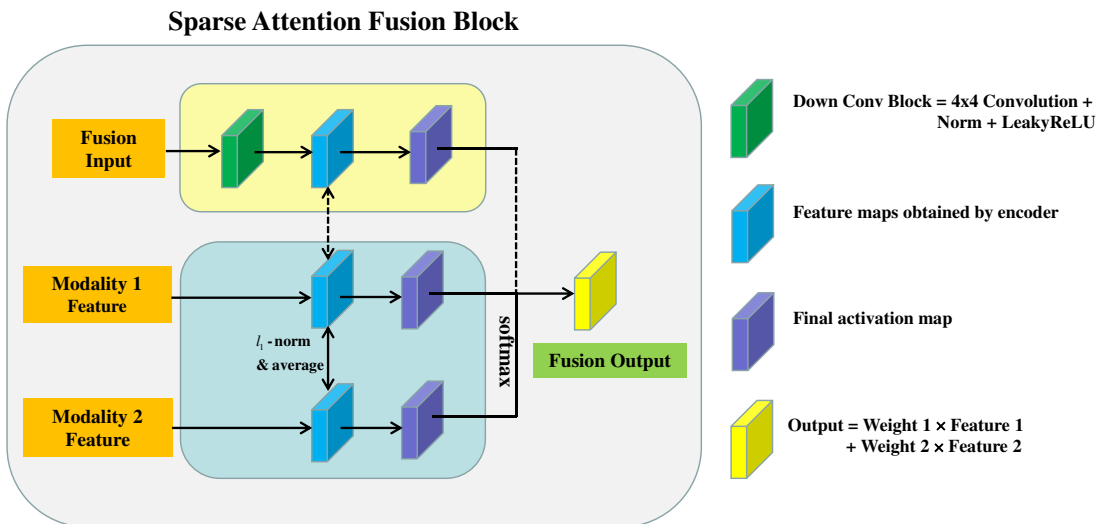 Sparse Attention Fusion Block
Fusion
Input
Modality 1
Feature
Modality 2
Feature
l₁ - norm
& average
softmax
Fusion Output
Down Conv Block = 4x4 Convolution +
Norm + LeakyReLU
Feature maps obtained by encoder
Final activation map
Output = Weight 1 × Feature 1
+ Weight 2 × Feature 2